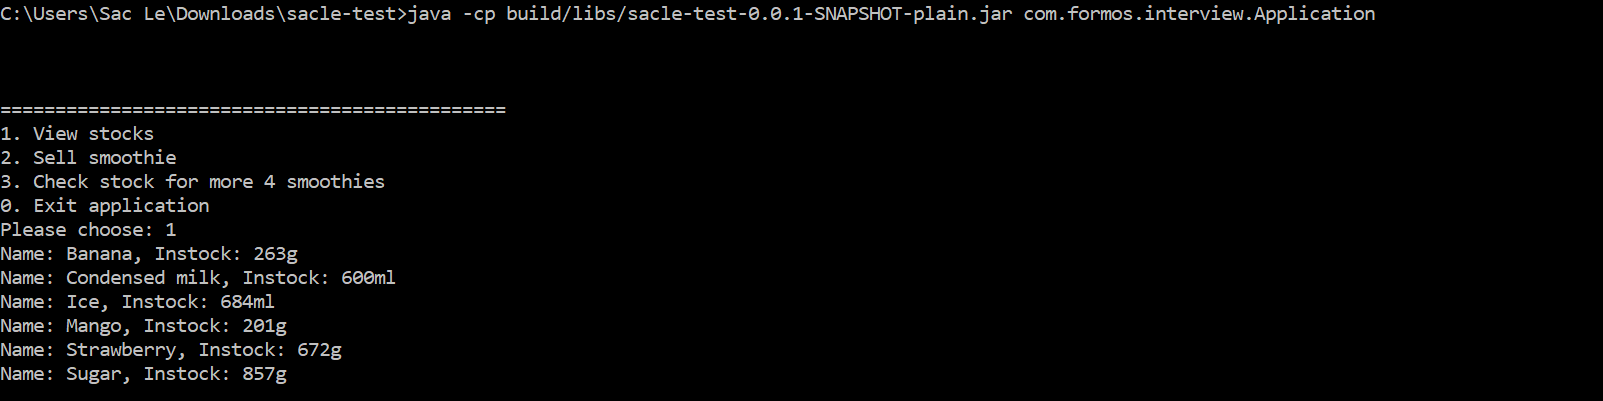 C:\Users\Sac Le\Downloads\sacle-test>java -cp build/libs/sacle-test-0.0.1-SNAPSHOT-plain.jar com.formos.interview.Application
==============================================
1. View stocks
2. Sell smoothie
3. Check stock for more 4 smoothies
0. Exit application
Please choose: 1
Name: Banana, Instock: 263g
Name: Condensed milk, Instock: 600ml
Name: Ice, Instock: 684ml
Name: Mango, Instock: 201g
Name: Strawberry, Instock: 672g
Name: Sugar, Instock: 857g